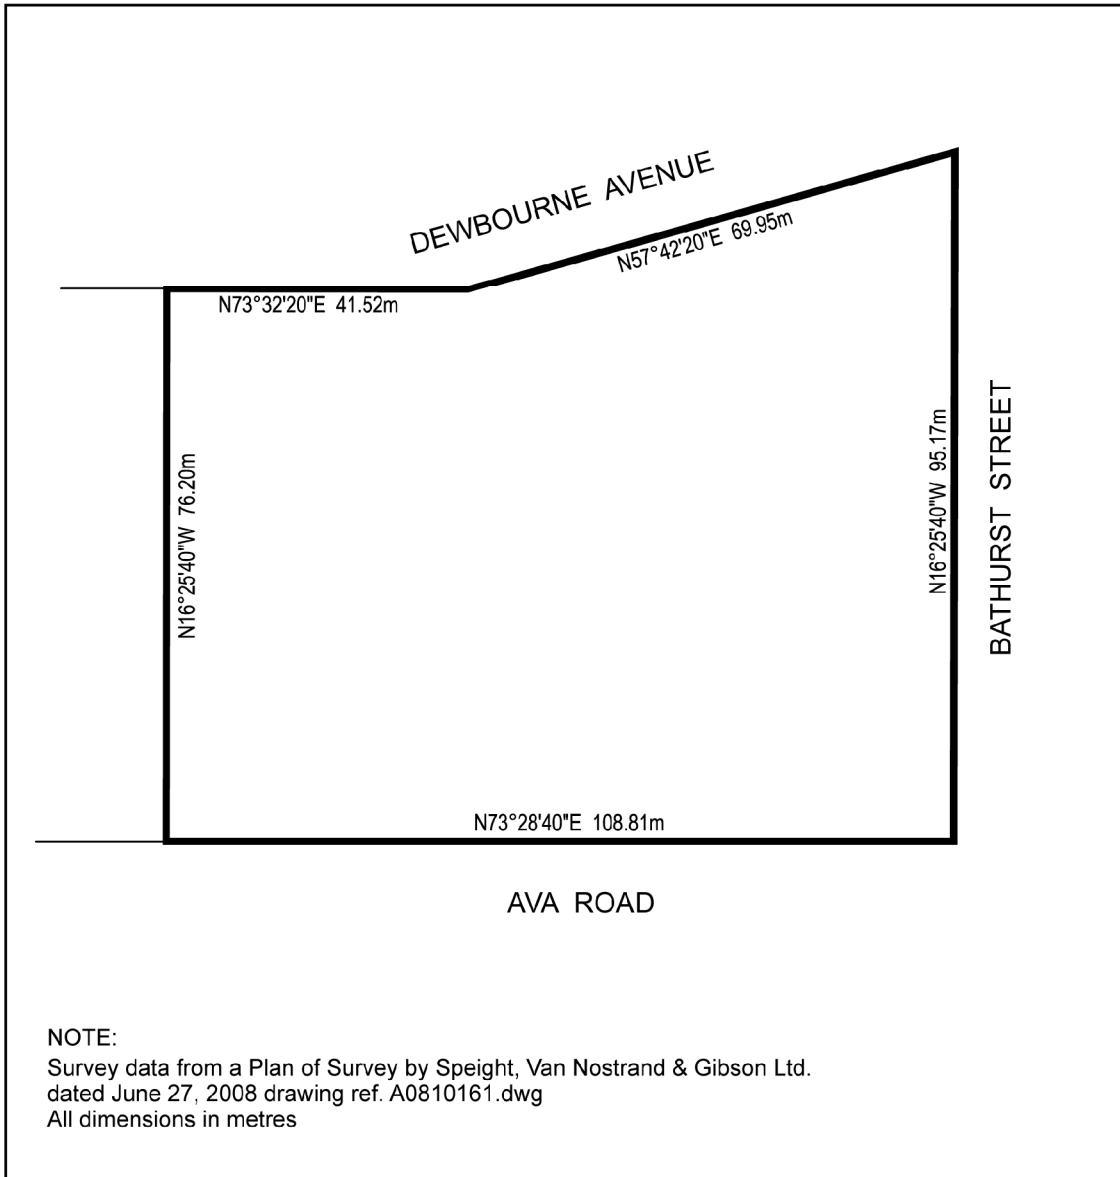 DEWBOURNE AVENUE
N57°42'20"E 69.95m
N73°32'20"E 41.52m
N16°25'40"W 76.20m
N16°25'40"W 95.17m
BATHURST STREET
N73°28'40"E 108.81m
AVA ROAD
NOTE:
Survey data from a Plan of Survey by Speight, Van Nostrand & Gibson Ltd.
dated June 27, 2008 drawing ref. A0810161.dwg
All dimensions in metres